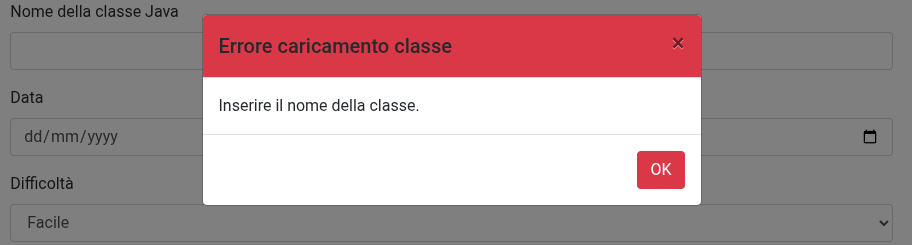 Nome della classe Java
Errore caricamento classe
×
Data
Inserire il nome della classe.
dd/mm/yyyy
OK
Difficoltà
Facile